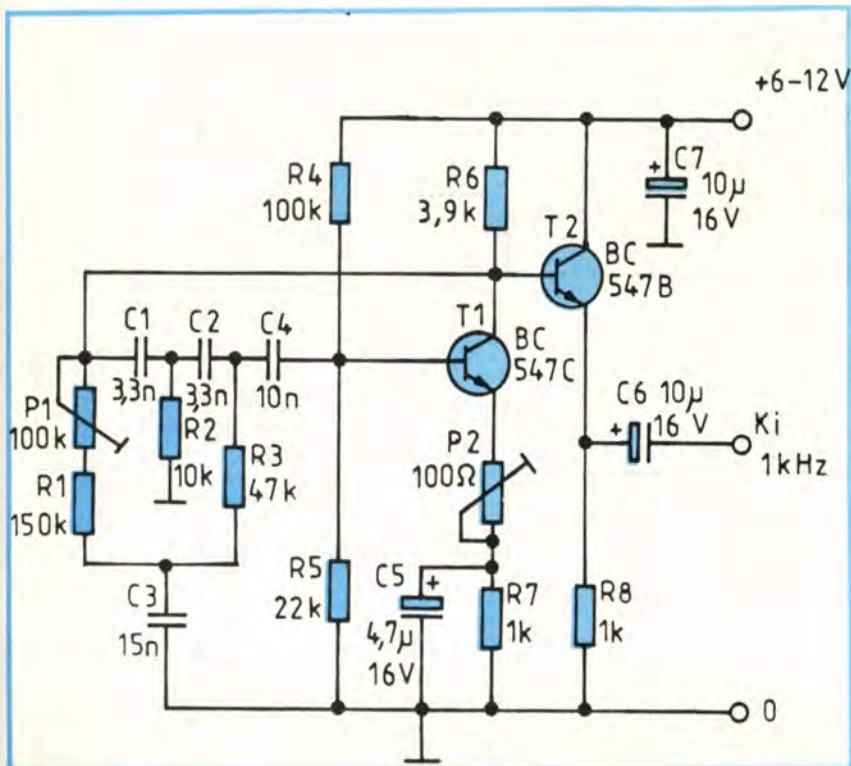 +6-12V
R4
100k
R6
3,9k
C7
+
10µ
16V
T2
BC
547B
C1
3,3n
C2
3,3n
C4
10n
T1
BC
547C
P1
100k
R2
10k
R3
47k
P2
100Ω
C6 10µ
+
16 V
Ki
1kHz
R1
150k
C3
15n
R5
22k
C5
+
4,7µ
16V
R7
1k
R8
1k
0